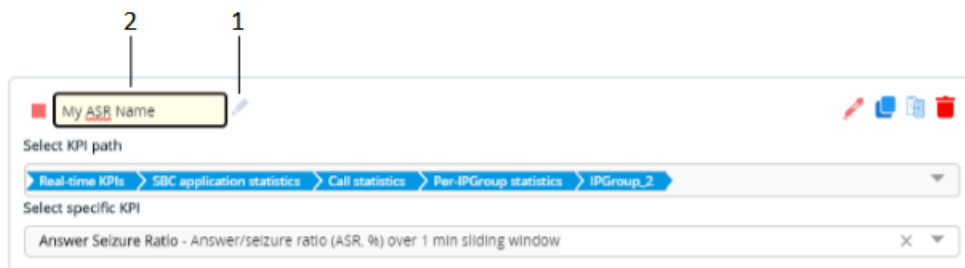 2 1
My ASR Name
Select KPI path
Real-time KPIs SBC application statistics Call statistics Per-IPGroup statistics IPGroup_2
Select specific KPI
Answer Seizure Ratio - Answer/seizure ratio (ASR, %) over 1 min sliding window